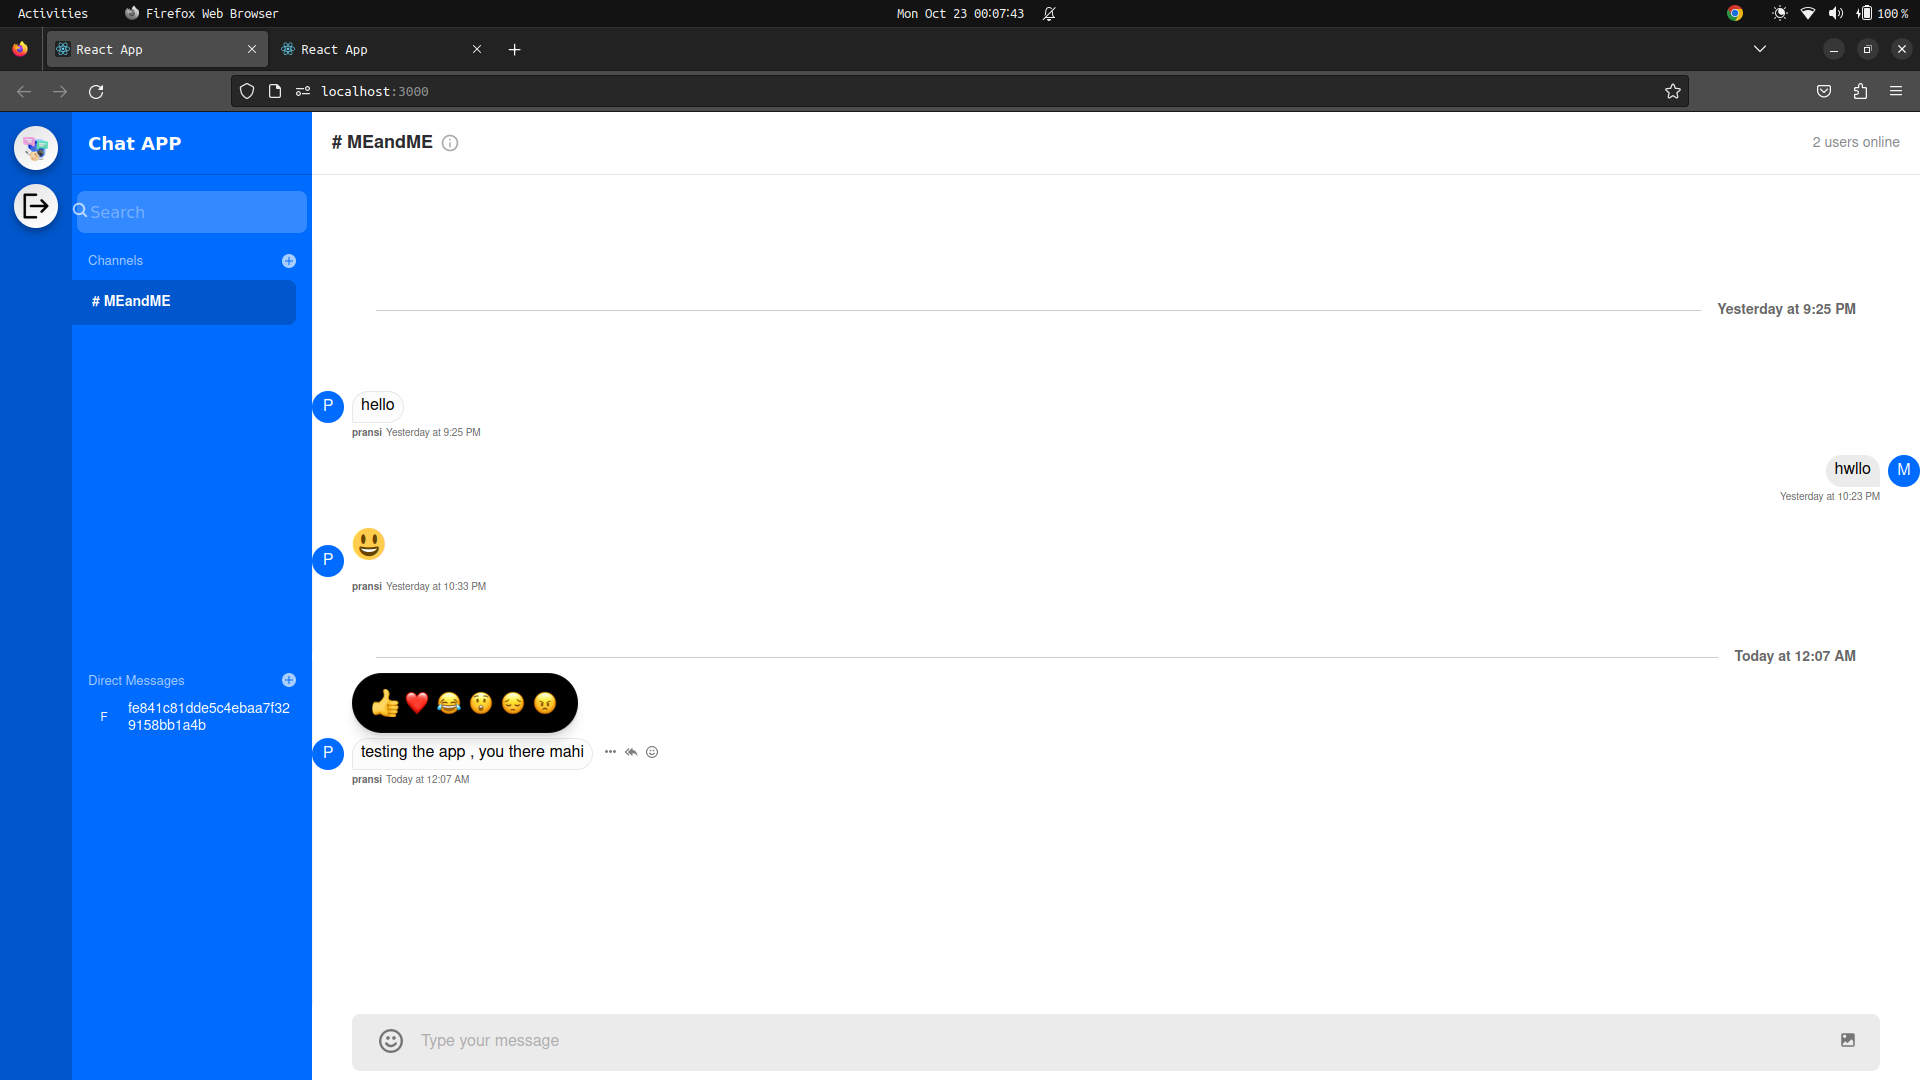 Activities
Firefox Web Browser
Mon Oct 23 00:07:43
100 %
React App
React App
localhost:3000
Chat APP
Search
Channels
# MEandME
Direct Messages
F
fe841c81dde5c4ebaa7f32
9158bb1a4b
# MEandME
2 users online
Yesterday at 9:25 PM
P
hello
pransi Yesterday at 9:25 PM
hwllo
M
Yesterday at 10:23 PM
P
pransi Yesterday at 10:33 PM
Today at 12:07 AM
P
testing the app , you there mahi
pransi Today at 12:07 AM
Type your message